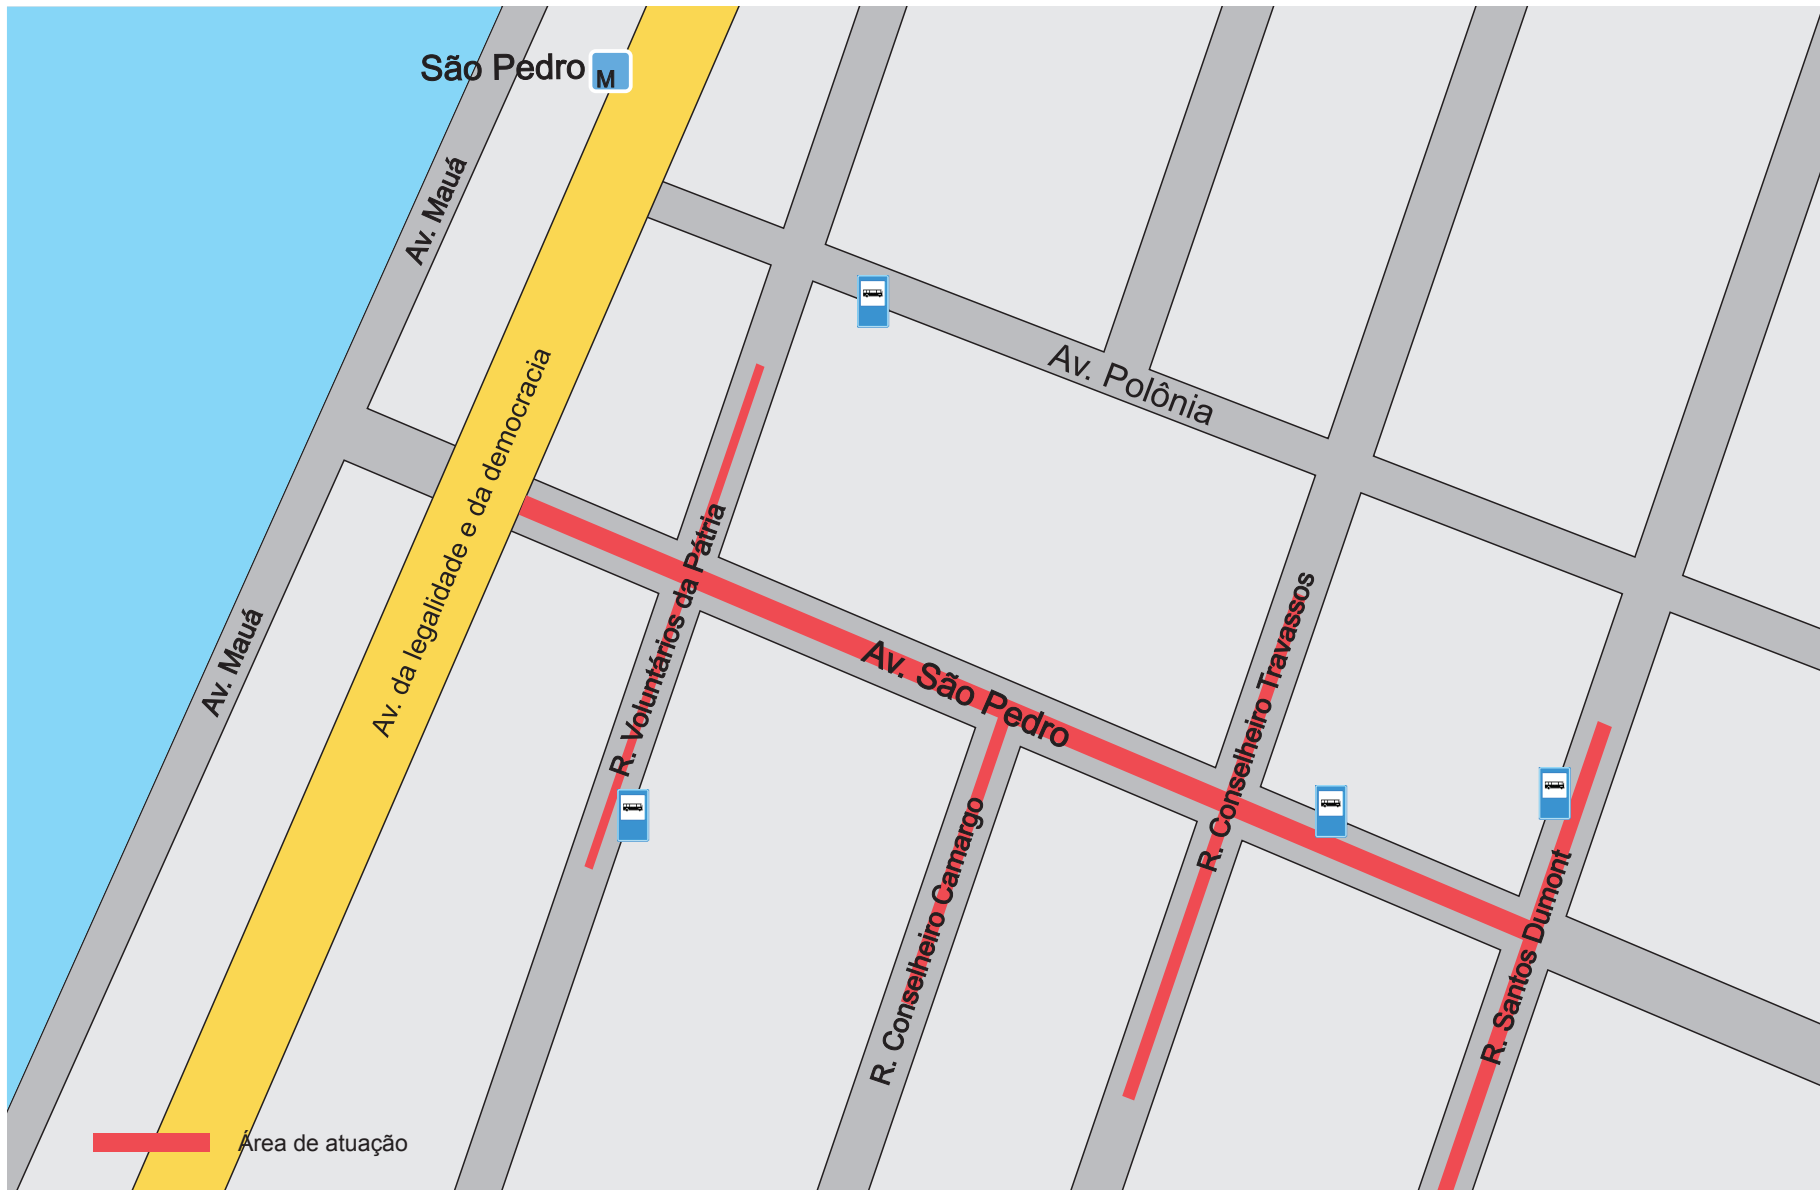 São Pedro
M
Av. Mauá
Av. da legalidade e da democracia
Av. Polônia
R. Voluntários da Pátria
Av. Mauá
Av. São Pedro
R. Conselheiro Travassos
R. Conselheiro Camargo
R. Santos Dumont
Área de atuação